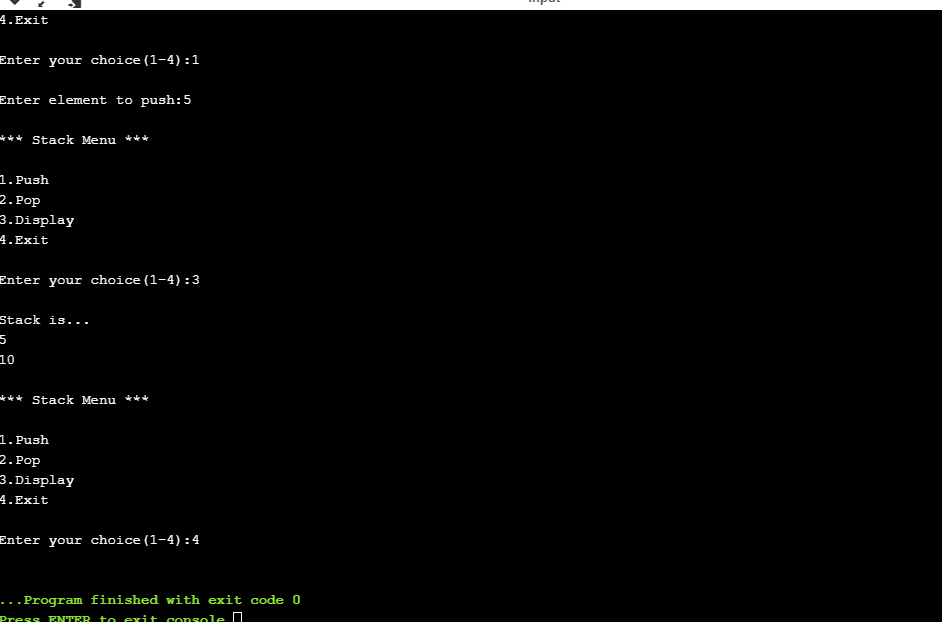 input
4.Exit
Enter your choice(1-4):1
Enter element to push:5
*** Stack Menu ***
1.Push
2.Pop
3.Display
4.Exit
Enter your choice(1-4):3
Stack is...
5
10
*** Stack Menu ***
1.Push
2.Pop
3.Display
4.Exit
Enter your choice(1-4):4
...Program finished with exit code 0
Press ENTER to exit console.